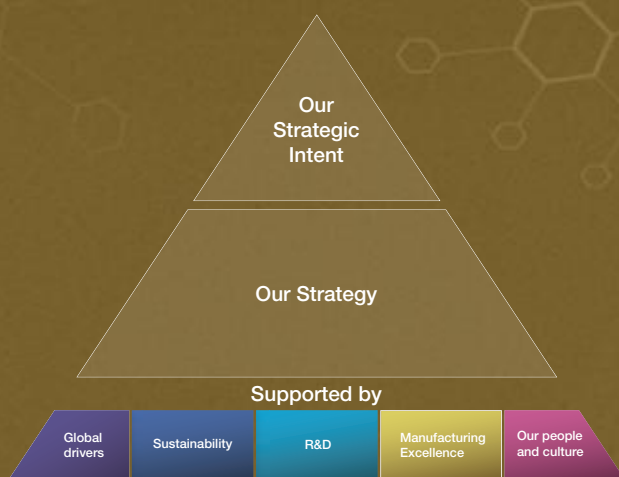 Our
Strategic
Intent
Our Strategy
Supported by
Global
drivers
Sustainability
R&D
Manufacturing
Excellence
Our people
and culture